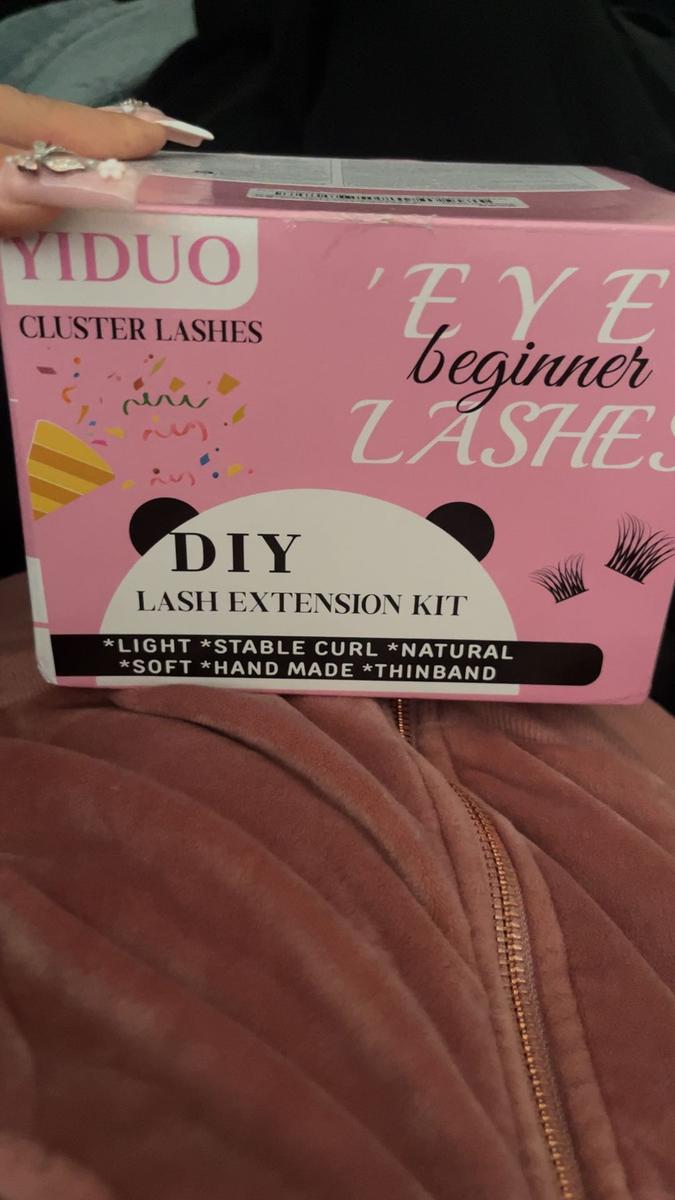 YIDUO
CLUSTER LASHES
'EYE
beginner
LASHES
DIY
LASH EXTENSION KIT
*LIGHT *STABLE CURL *NATURAL
*SOFT *HAND MADE *THINBAND